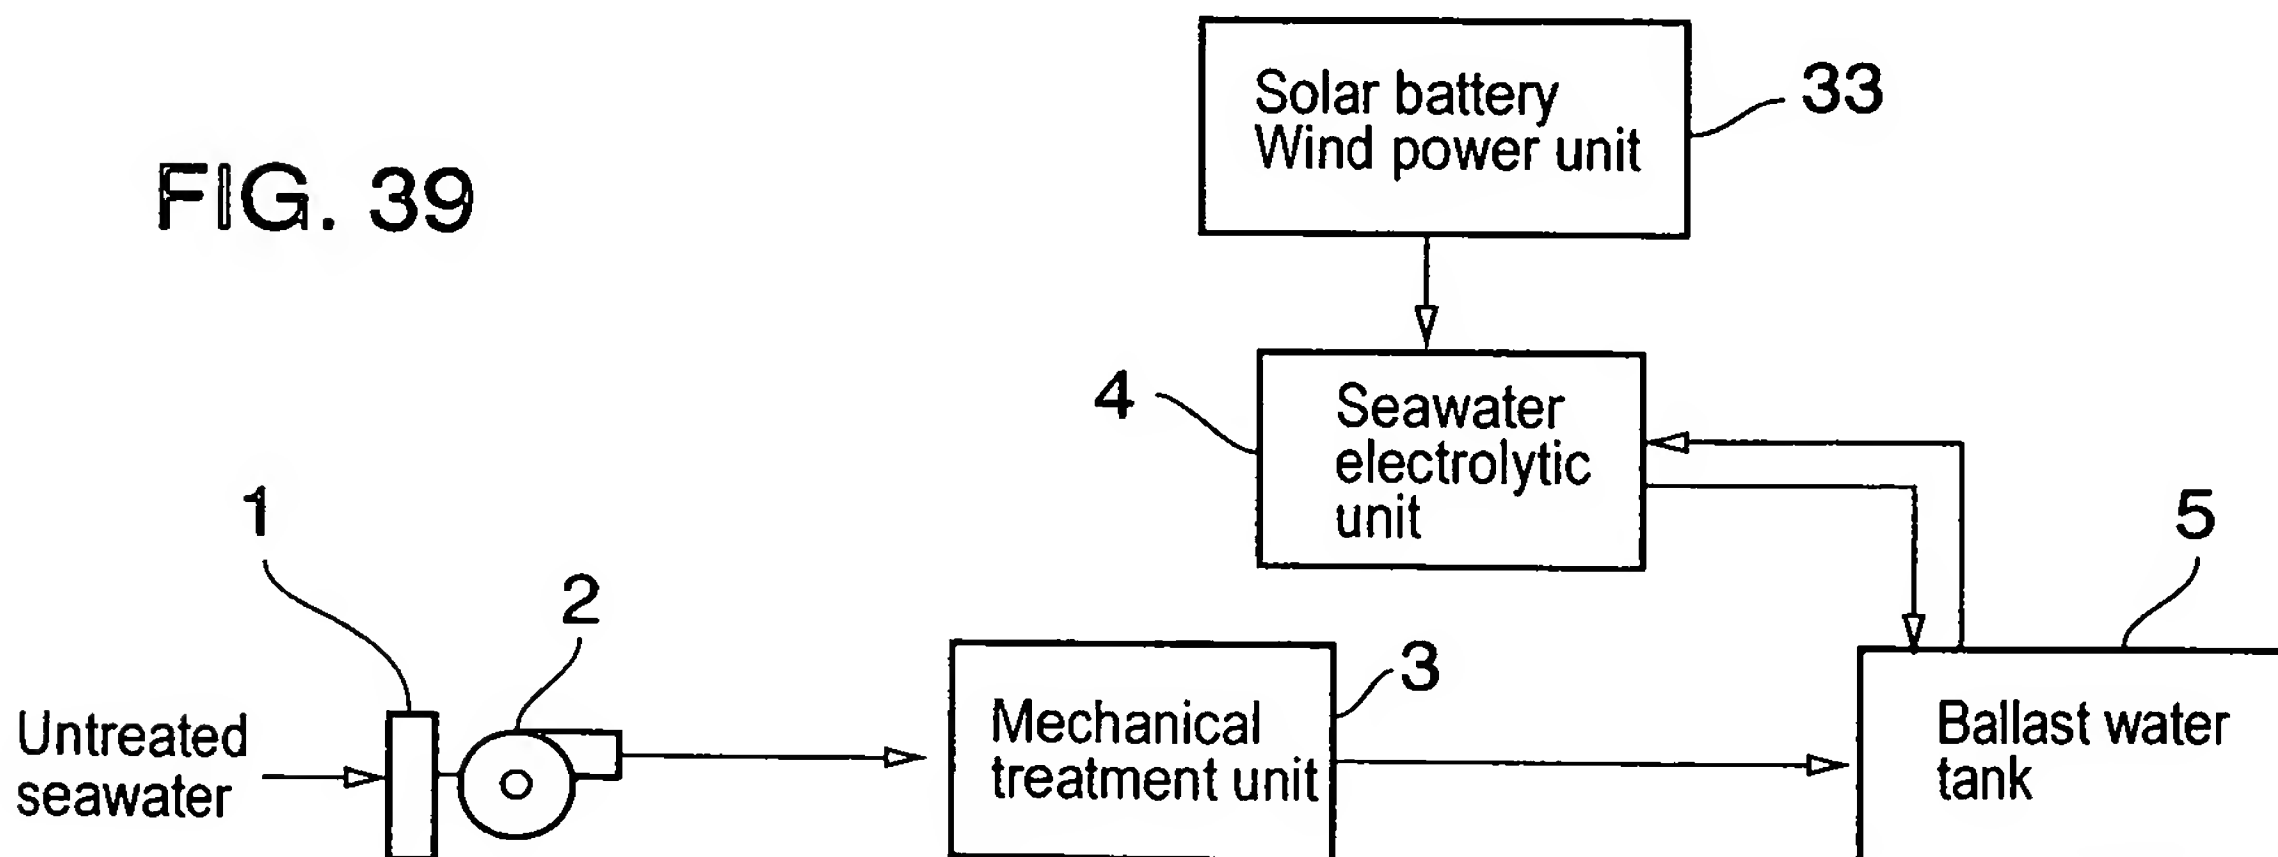 FIG. 39
Solar battery
Wind power unit
33
4
Seawater
electrolytic
unit
1
2
3
5
Untreated
seawater
Mechanical
treatment unit
Ballast water
tank